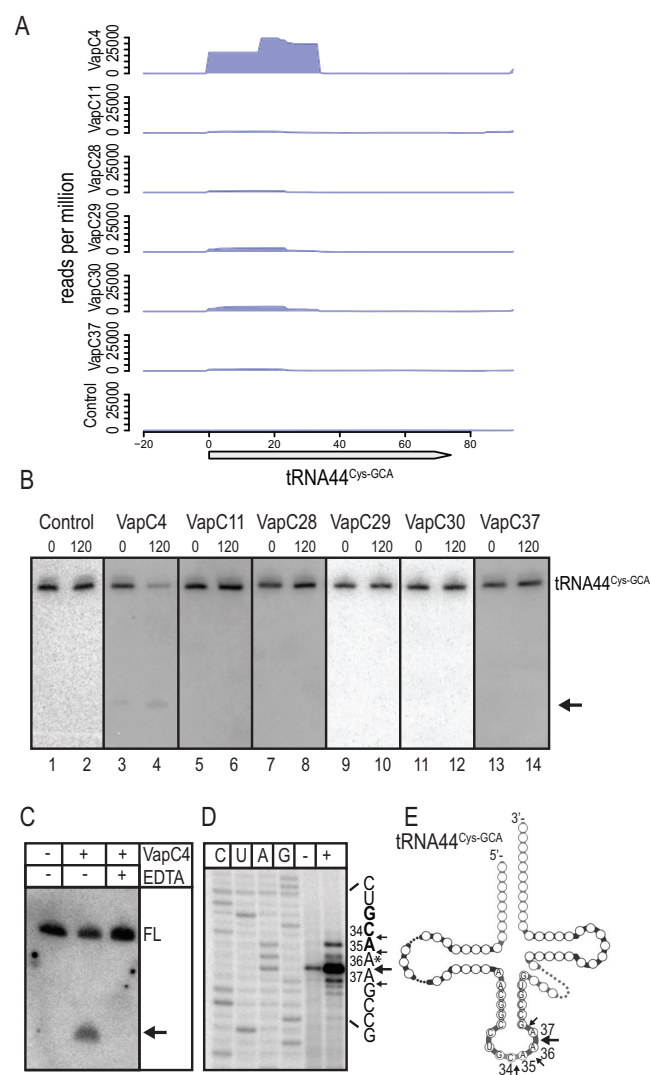 A
reads per million
VapC4
0 25000
VapC11
0 25000
VapC28
0 25000
VapC29
0 25000
VapC30
0 25000
VapC37
0 25000
Control
0 25000
−20 0 20 40 60 80
tRNA44Cys-GCA
B
Control VapC4 VapC11 VapC28 VapC29 VapC30 VapC37
0 120 0 120 0 120 0 120 0 120 0 120 0 120
tRNA44Cys-GCA
1 2 3 4 5 6 7 8 9 10 11 12 13 14
C
- + + VapC4
- - + EDTA
FL
D
C U A G - +
C
U
G
34 C
35 A
36 A*
37 A
G
C
C
G
E
tRNA44Cys-GCA
3'-
5'-
37
36
35
34